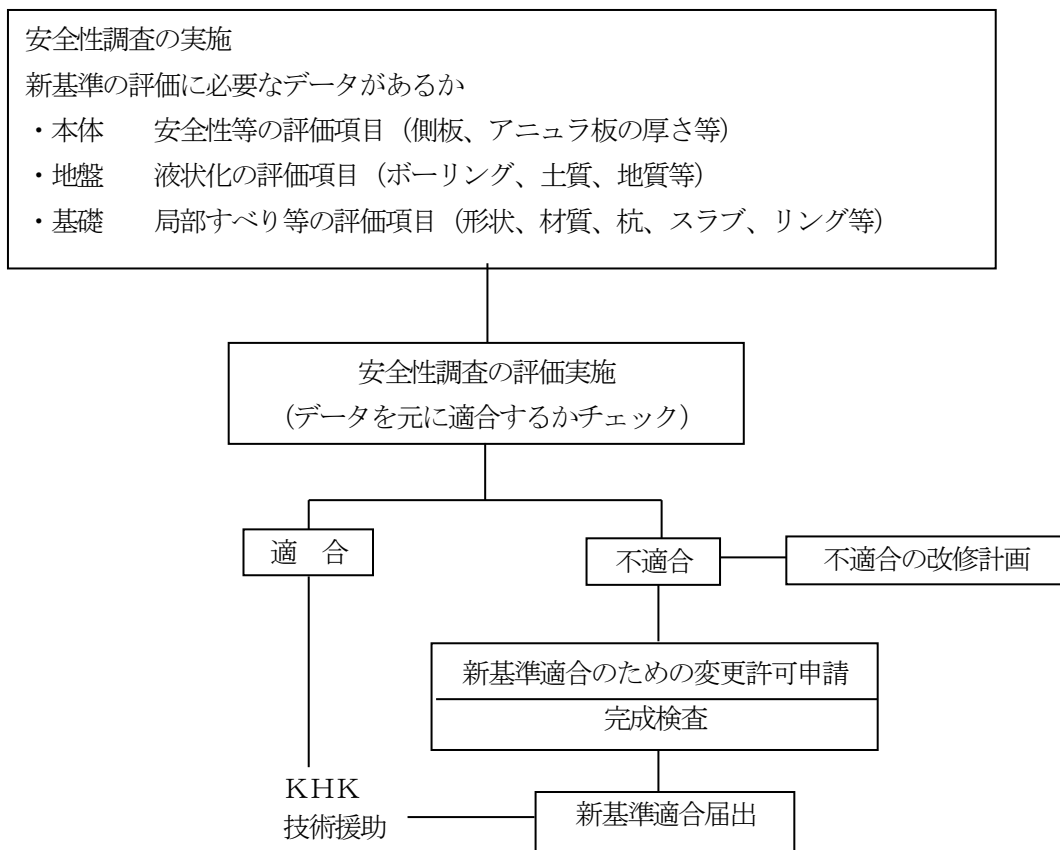 安全性調査の実施
新基準の評価に必要なデータがあるか
・本体　　安全性等の評価項目（側板、アニュラ板の厚さ等）
・地盤　　液状化の評価項目（ボーリング、土質、地質等）
・基礎　　局部すべり等の評価項目（形状、材質、杭、スラブ、リング等）
安全性調査の評価実施
（データを元に適合するかチェック）
適　合
不適合
不適合の改修計画
新基準適合のための変更許可申請
完成検査
ＫＨＫ
技術援助
新基準適合届出